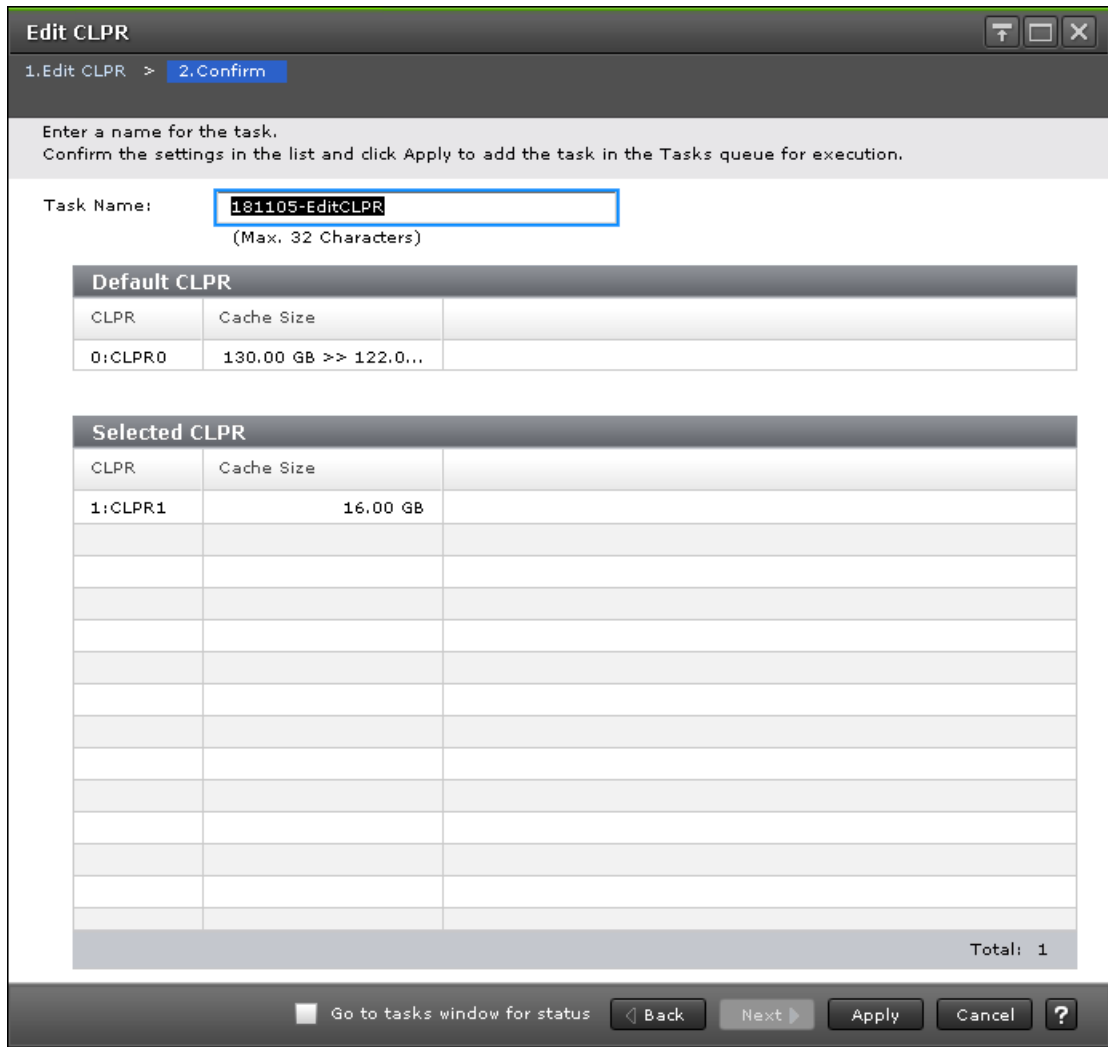 Edit CLPR
1.Edit CLPR > 2.Confirm
Enter a name for the task.
Confirm the settings in the list and click Apply to add the task in the Tasks queue for execution.
Task Name: 181105-EditCLPR
(Max. 32 Characters)
Default CLPR
CLPR Cache Size
0:CLPR0 130.00 GB >> 122.0...
Selected CLPR
CLPR Cache Size
1:CLPR1 16.00 GB
Total: 1
Go to tasks window for status Back Next Apply Cancel ?